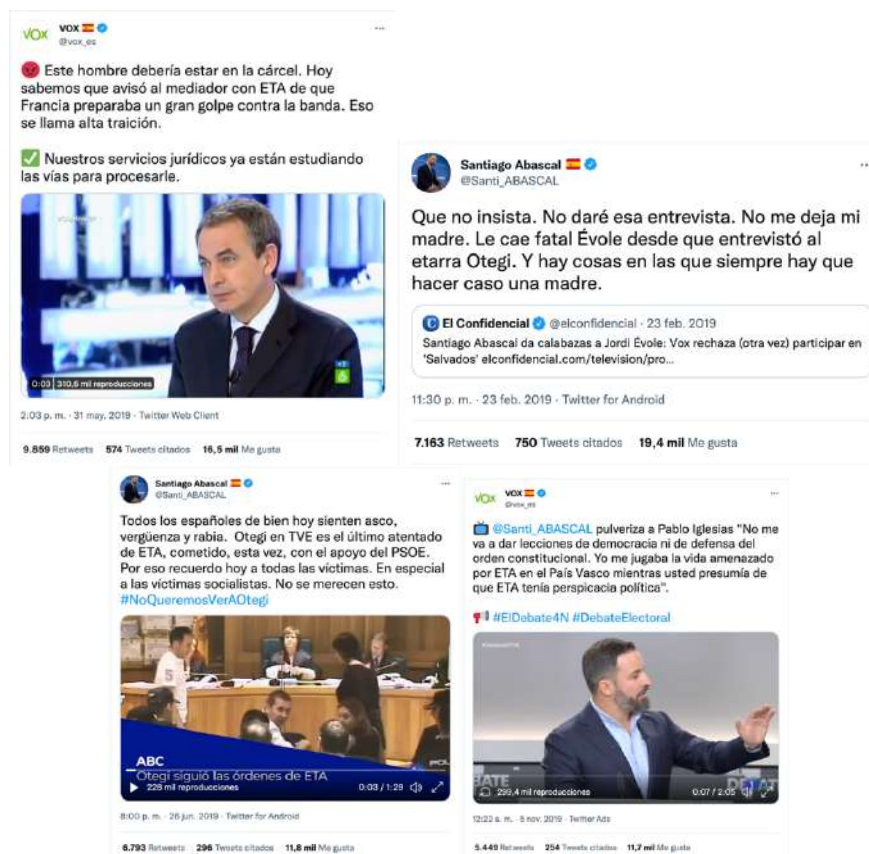 VOX
@vox_es
Este hombre debería estar en la cárcel. Hoy
sabemos que avisó al mediador con ETA de que
Francia preparaba un gran golpe contra la banda. Eso
se llama alta traición.
Nuestros servicios jurídicos ya están estudiando
las vías para procesarle.
0:03 310,6 mil reproducciones
2:03 p. m. · 31 may. 2019 · Twitter Web Client
9.859 Retweets 574 Tweets citados 16,5 mil Me gusta
Santiago Abascal
@Santi_ABASCAL
Que no insista. No daré esa entrevista. No me deja mi
madre. Le cae fatal Évole desde que entrevistó al
etarra Otegi. Y hay cosas en las que siempre hay que
hacer caso una madre.
El Confidencial @elconfidencial · 23 feb. 2019
Santiago Abascal da calabazas a Jordi Évole: Vox rechaza (otra vez) participar en
'Salvados' elconfidencial.com/television/pro...
11:30 p. m. · 23 feb. 2019 · Twitter for Android
7.163 Retweets 750 Tweets citados 19,4 mil Me gusta
Santiago Abascal
@Santi_ABASCAL
Todos los españoles de bien hoy sienten asco,
vergüenza y rabia. Otegi en TVE es el último atentado
de ETA, cometido, esta vez, con el apoyo del PSOE.
Por eso recuerdo hoy a todas las víctimas. En especial
a las víctimas socialistas. No se merecen esto.
#NoQueremosVerAOtegi
ABC
Otegi siguió las órdenes de ETA
228 mil reproducciones 0:03 / 1:29
8:00 p. m. · 26 jun. 2019 · Twitter for Android
6.793 Retweets 296 Tweets citados 11,8 mil Me gusta
VOX
@vox_es
@Santi_ABASCAL pulveriza a Pablo Iglesias "No me
va a dar lecciones de democracia ni de defensa del
orden constitucional. Yo me jugaba la vida amenazado
por ETA en el País Vasco mientras usted presumía de
que ETA tenía perspicacia política".
#ElDebate4N #DebateElectoral
299,4 mil reproducciones 0:07 / 2:05
12:22 a. m. · 5 nov. 2019 · Twitter Ads
5.449 Retweets 254 Tweets citados 11,7 mil Me gusta